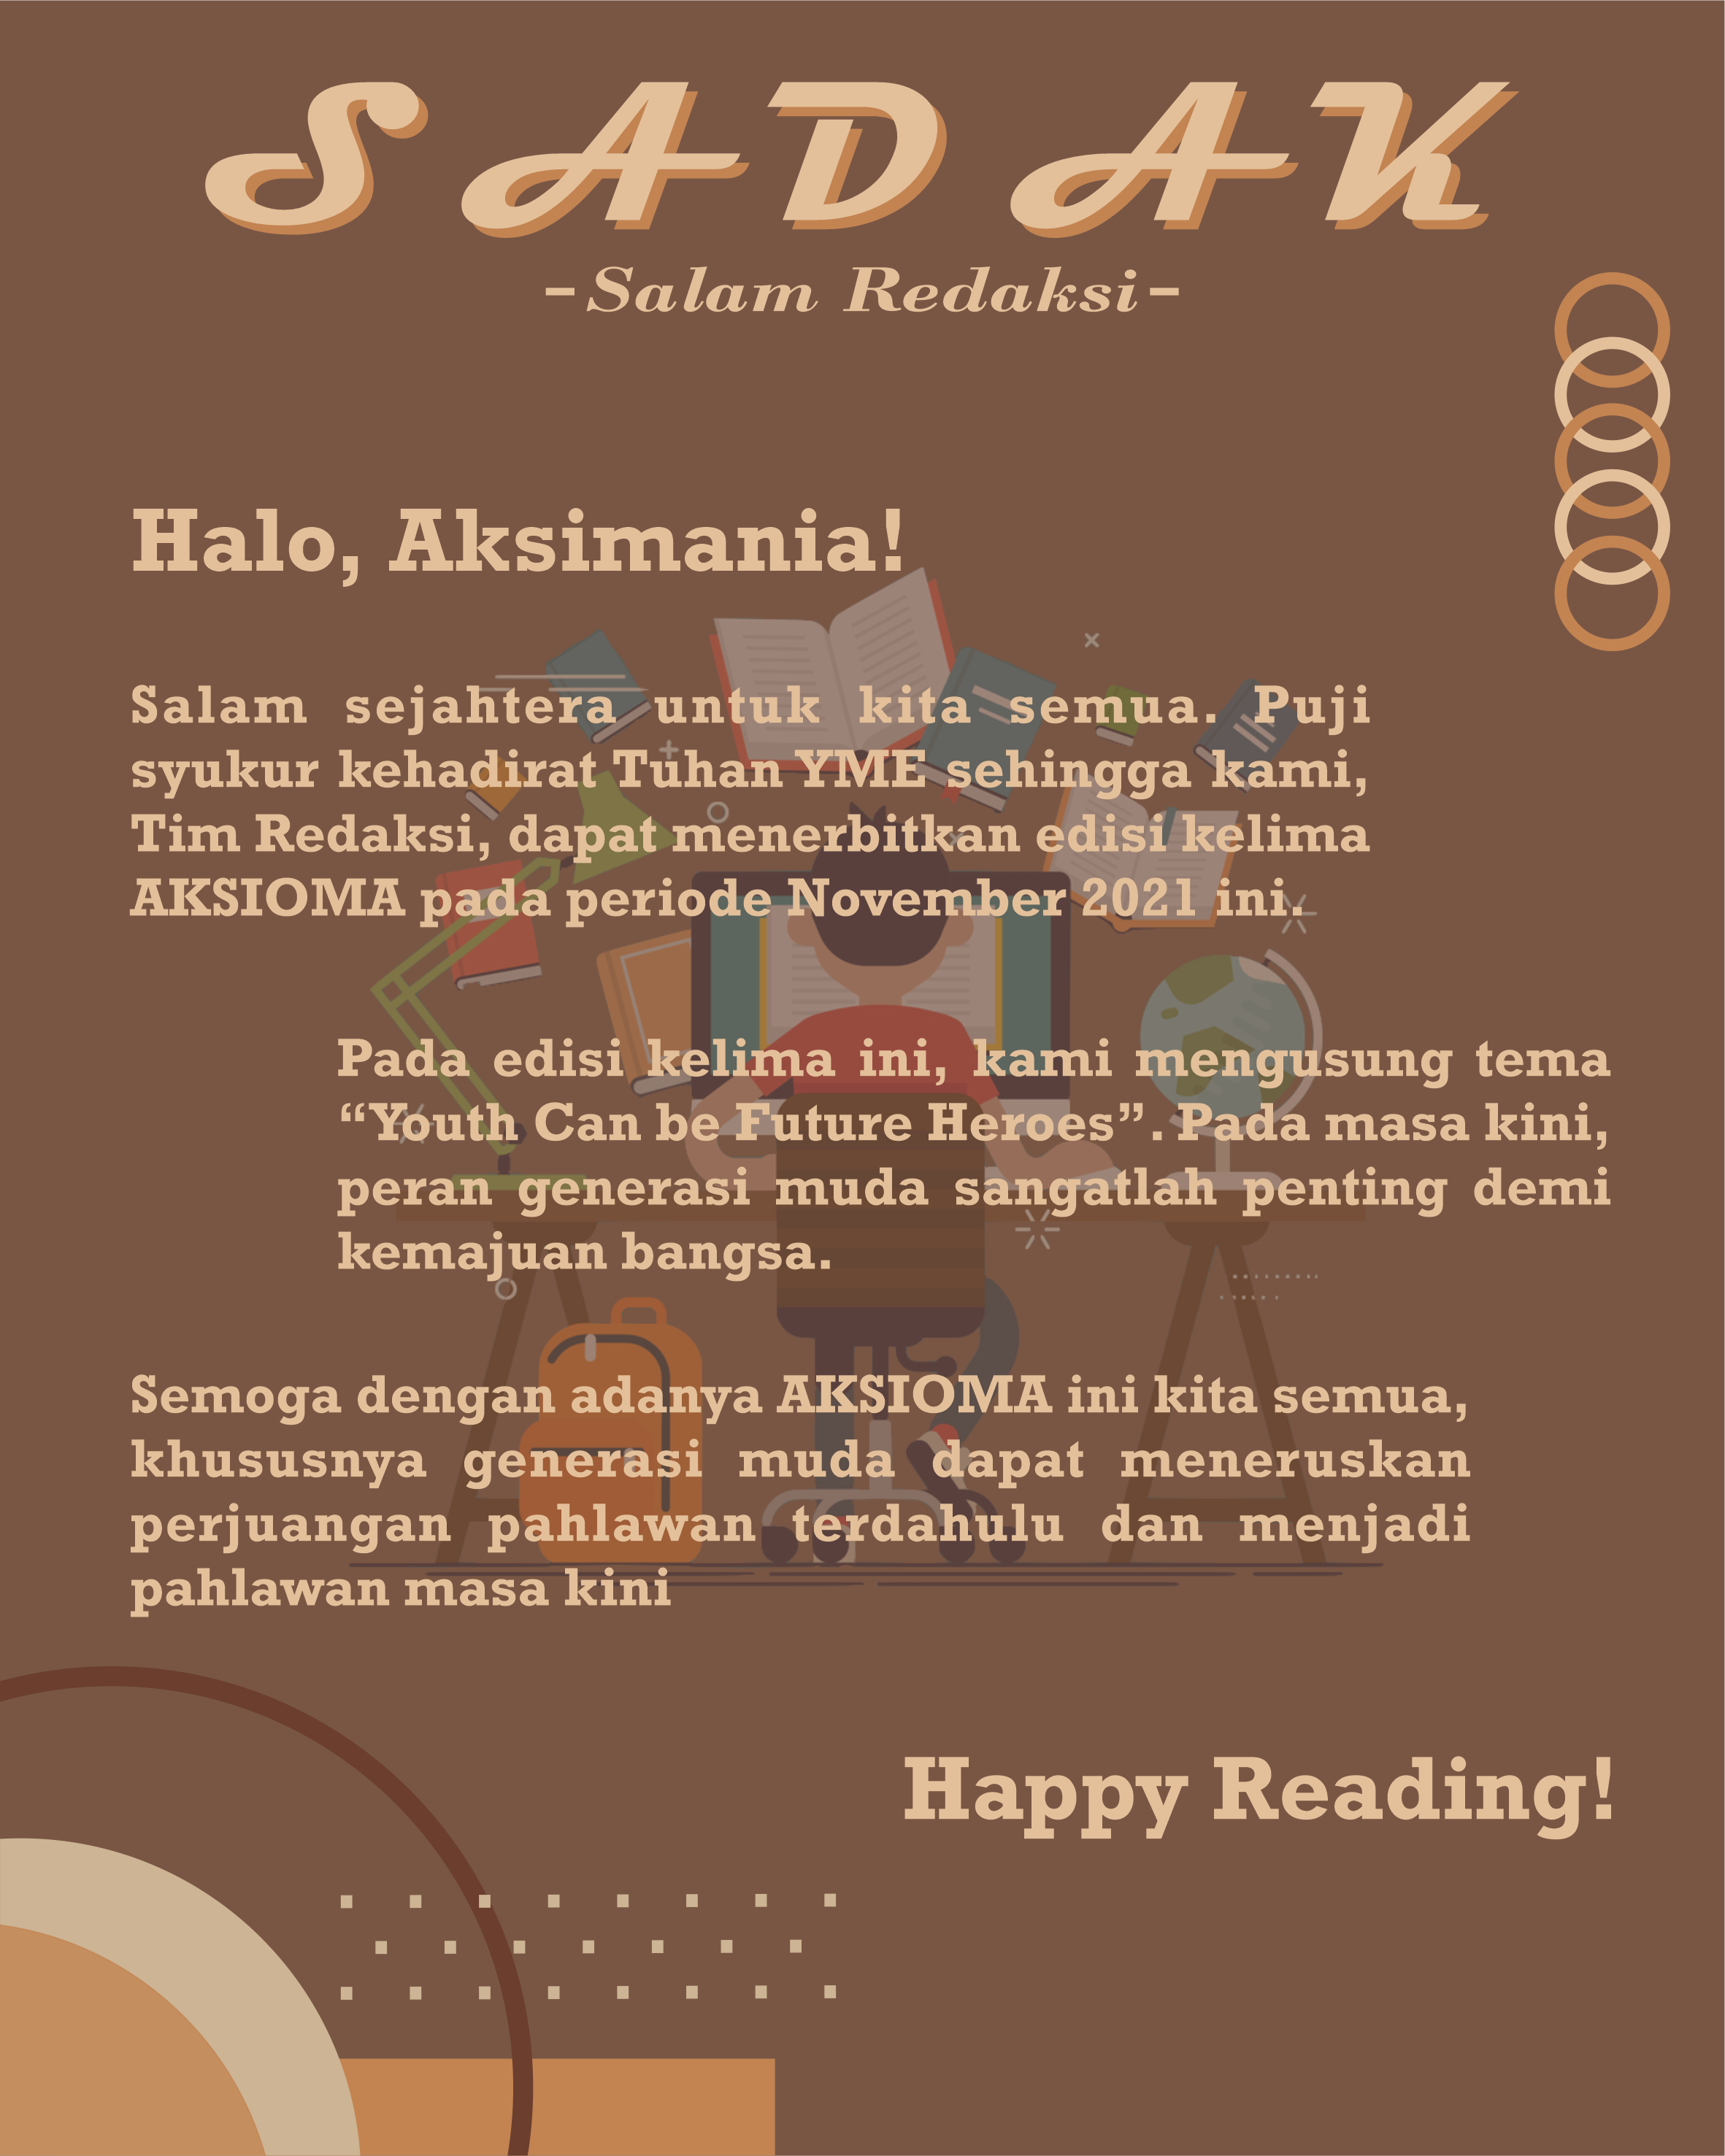 SADAK
-Salam Redaksi-
Halo, Aksimania!
Salam sejahtera untuk kita semua. Puji
syukur kehadirat Tuhan YME sehingga kami,
Tim Redaksi, dapat menerbitkan edisi kelima
AKSIOMA pada periode November 2021 ini.
Pada edisi kelima ini, kami mengusung tema
“Youth Can be Future Heroes”. Pada masa kini,
peran generasi muda sangatlah penting demi
kemajuan bangsa.
Semoga dengan adanya AKSIOMA ini kita semua,
khususnya generasi muda dapat meneruskan
perjuangan pahlawan terdahulu dan menjadi
pahlawan masa kini
Happy Reading!